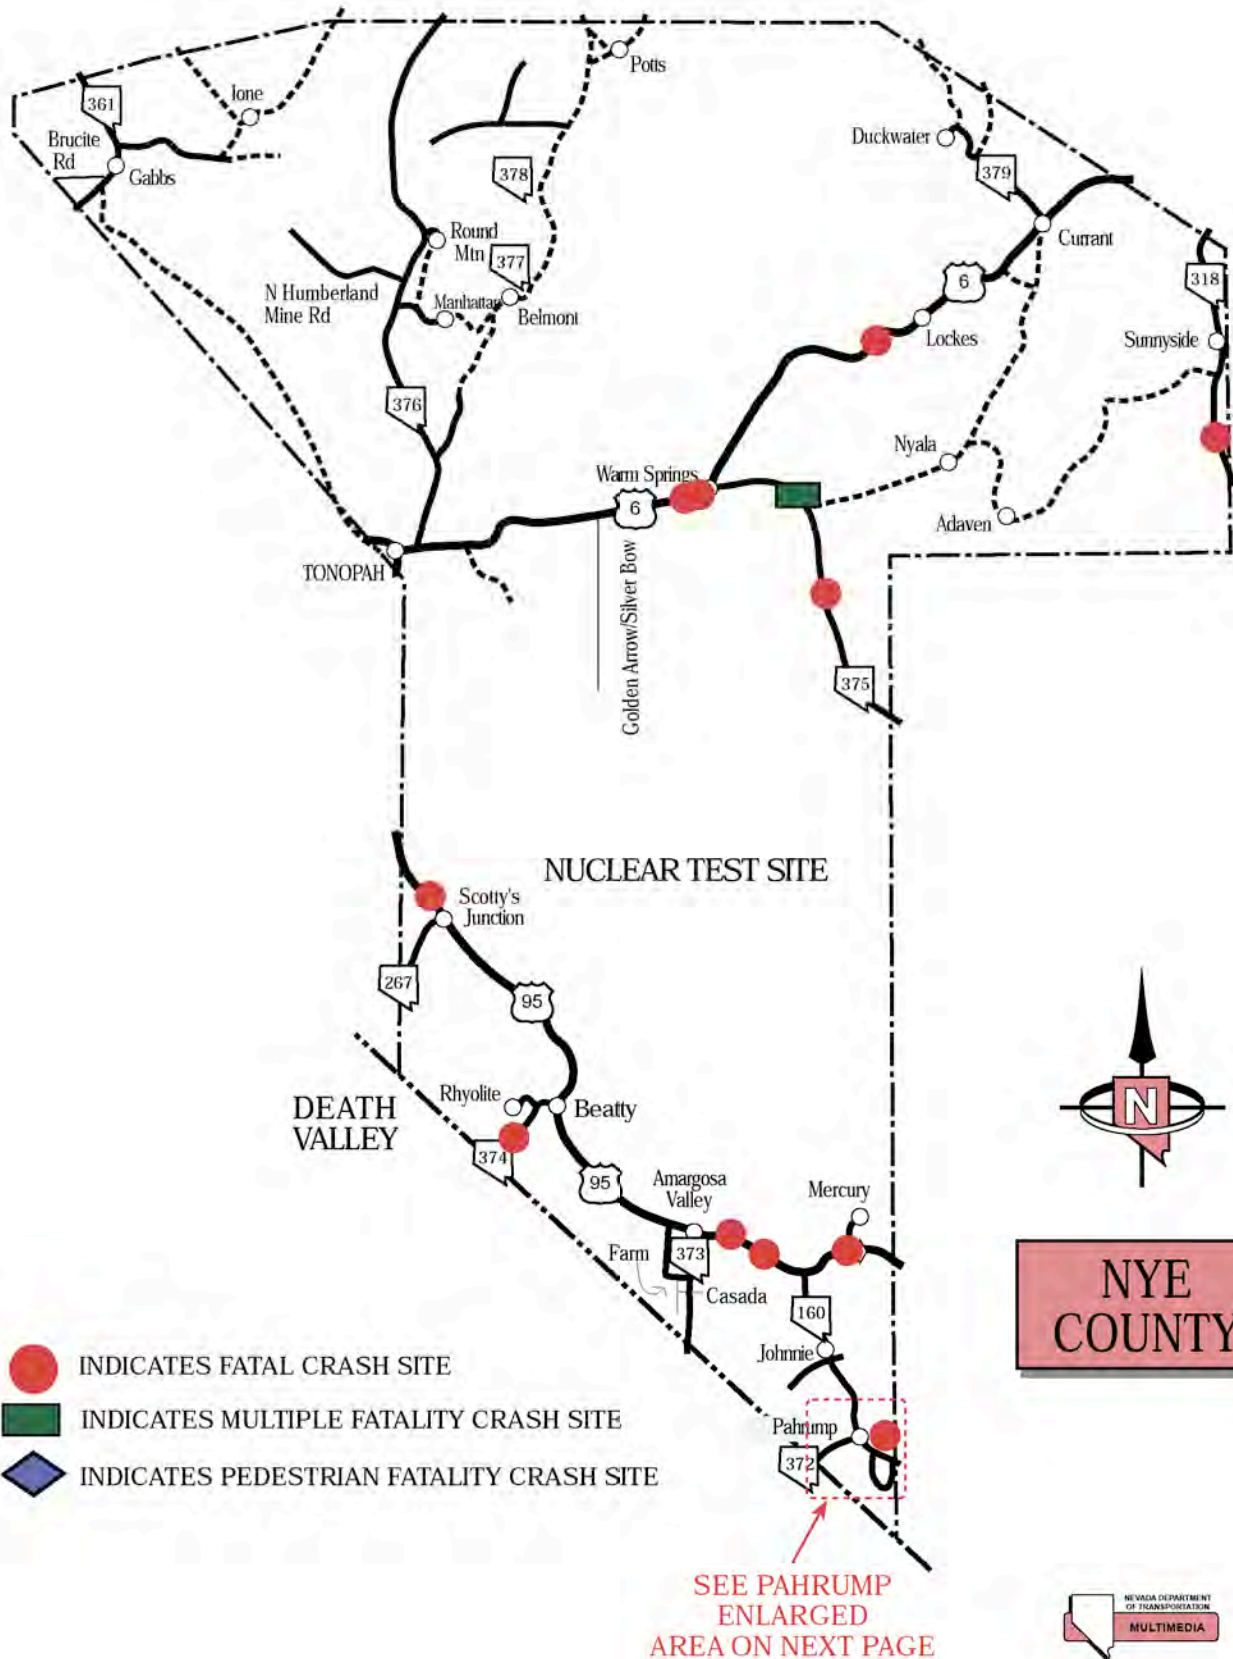 Potts
Ione
361
Brucite
Rd
Gabbs
Duckwater
378
379
Round
Mtn
377
Currant
N Humberland
Mine Rd
Manhattan
Belmont
6
318
Lockes
Sunnyside
376
Nyala
Warm Springs
6
Adaven
TONOPAH
Golden Arrow/Silver Bow
375
NUCLEAR TEST SITE
Scotty's
Junction
267
95
Rhyolite
Beatty
DEATH
VALLEY
374
95
Amargosa
Valley
Mercury
Farm
373
Casada
160
Johnnie
Pahrump
372
N
NYE
COUNTY
INDICATES FATAL CRASH SITE
INDICATES MULTIPLE FATALITY CRASH SITE
INDICATES PEDESTRIAN FATALITY CRASH SITE
SEE PAHRUMP
ENLARGED
AREA ON NEXT PAGE
NEVADA DEPARTMENT
OF TRANSPORTATION
MULTIMEDIA